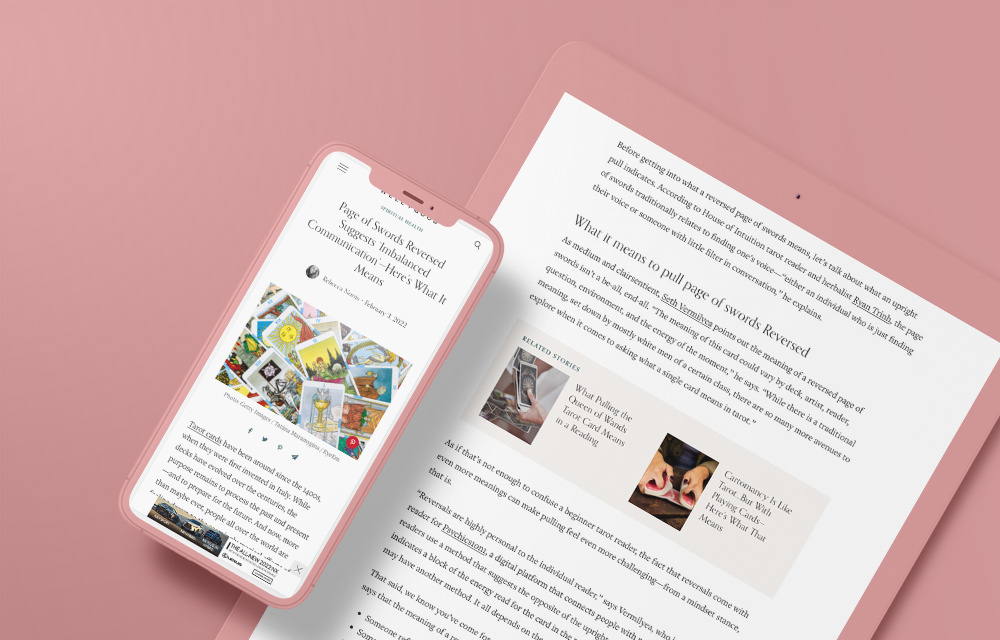 SPIRITUAL HEALTH
Page of Swords Reversed
Suggests 'Imbalanced
Communication'–Here's What It
Means
Rebecca Norris • February 3, 2022
Photo: Getty Images / Tatina Maramygina / EyeEm
Tarot cards have been around since the 1400s,
when they were first invented in Italy. While
decks have evolved over the centuries, the
purpose remains to process the past and present
—and to prepare for the future. And now, more
than maybe ever, people all over the world are
THE ALL-NEW 2022 NX
LEXUS
Before getting into what a reversed page of swords means, let's talk about what an upright
pull indicates. According to House of Intuition tarot reader and herbalist Ryan Trinh, the page
of swords traditionally relates to finding one's voice—"either an individual who is just finding
their voice or someone with little filter in conversation," he explains.
What it means to pull page of swords Reversed
As medium and clairsentient, Seth Vermilyea points out the meaning of a reversed page of
swords isn't a be-all, end-all. "The meaning of this card could vary by deck, artist, reader,
question, environment, and the energy of the moment," he says. "While there is a traditional
meaning, set down by mostly white men of a certain class, there are so many more avenues to
explore when it comes to asking what a single card means in tarot."
RELATED STORIES
What Pulling the
Queen of Wands
Tarot Card Means
in a Reading
Cartomancy Is Like
Tarot, But With
Playing Cards–
Here's What That
Means
As if that's not enough to confuse a beginner tarot reader, the fact that reversals come with
even more meanings can make pulling feel even more challenging—from a mindset stance,
that is.
"Reversals are highly personal to the individual reader," says Vermilyea, who is
reader for Psychicstoyou, a digital platform that connects people with
readers use a method that suggests the opposite of the upright
indicates a block of the energy read for the card in the
may have another method. It all depends on the
That said, we know you've come for
says that the meaning of a
• Someone
• Someone